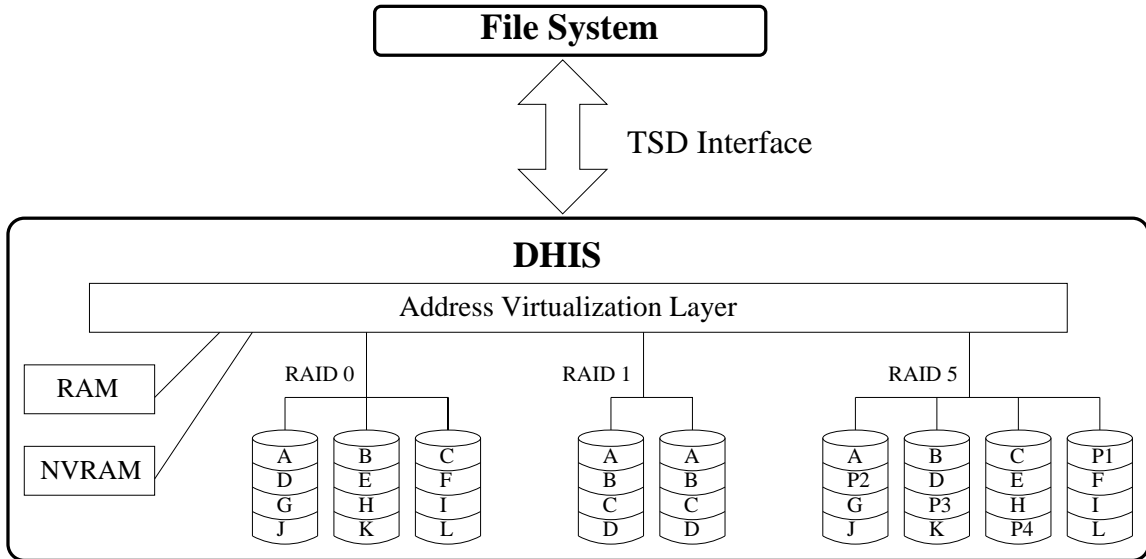 File System
TSD Interface
DHIS
Address Virtualization Layer
RAM
NVRAM
RAID 0
RAID 1
RAID 5
A B C
D E F
G H I
J K L
A A
B B
C C
D D
A B C P1
P2 D E F
G P3 H I
J K P4 L